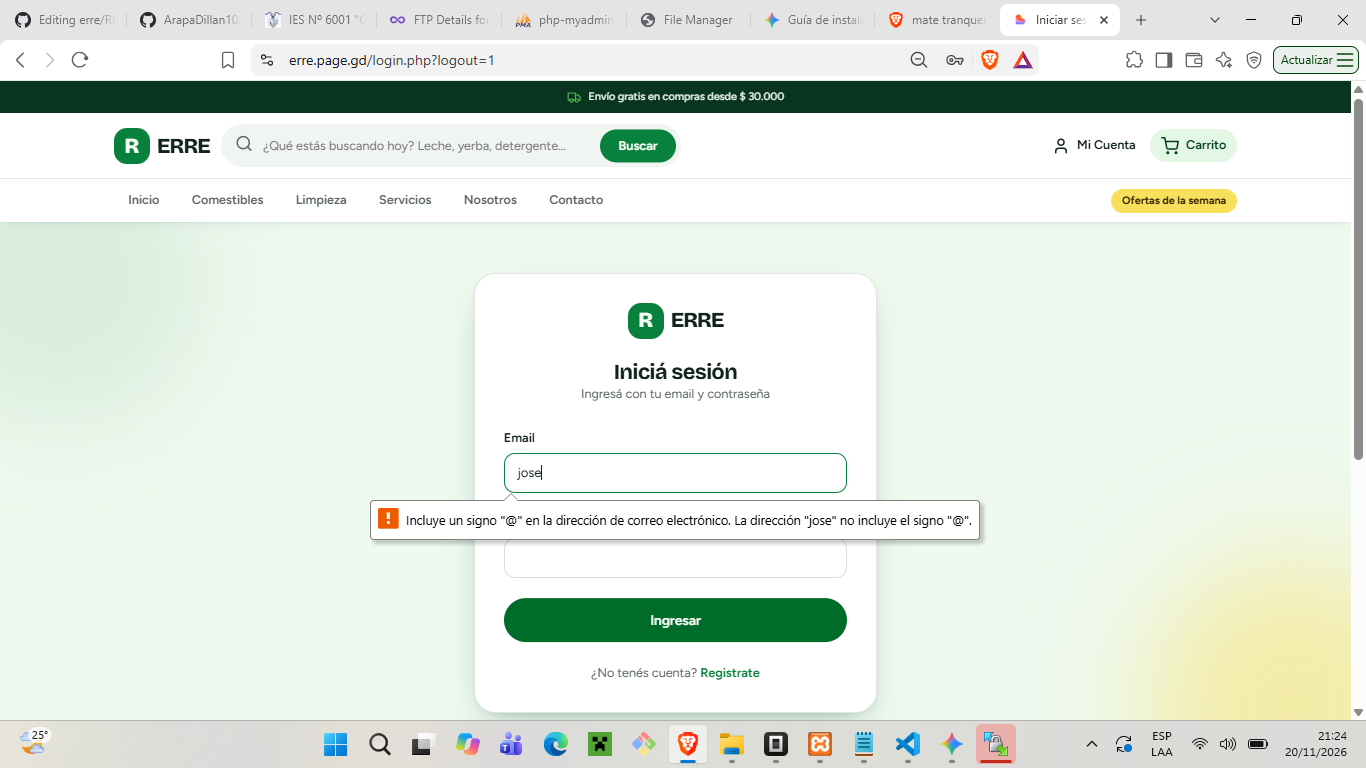 Editing erre/RI
ArapaDillan10
IES Nº 6001 "G
FTP Details for
php-myadmin
File Manager
Guía de instala
mate tranquer
Iniciar ses
erre.page.gd/login.php?logout=1
Actualizar
Envío gratis en compras desde $ 30.000
R ERRE
¿Qué estás buscando hoy? Leche, yerba, detergente...
Buscar
Mi Cuenta
Carrito
Inicio
Comestibles
Limpieza
Servicios
Nosotros
Contacto
Ofertas de la semana
R ERRE
Iniciá sesión
Ingresá con tu email y contraseña
Email
jose
Incluye un signo "@" en la dirección de correo electrónico. La dirección "jose" no incluye el signo "@".
Ingresar
¿No tenés cuenta? Registrate
25°
ESP
LAA
21:24
20/11/2026